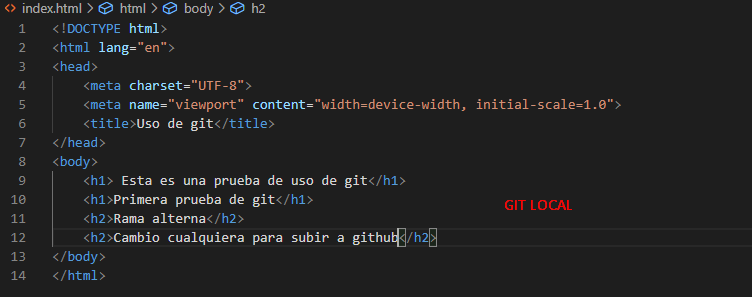 index.html > html > body > h2
1 <!DOCTYPE html>
2 <html lang="en">
3 <head>
4 <meta charset="UTF-8">
5 <meta name="viewport" content="width=device-width, initial-scale=1.0">
6 <title>Uso de git</title>
7 </head>
8 <body>
9 <h1> Esta es una prueba de uso de git</h1>
10 <h1>Primera prueba de git</h1>
GIT LOCAL
11 <h2>Rama alterna</h2>
12 <h2>Cambio cualquiera para subir a github</h2>
13 </body>
14 </html>